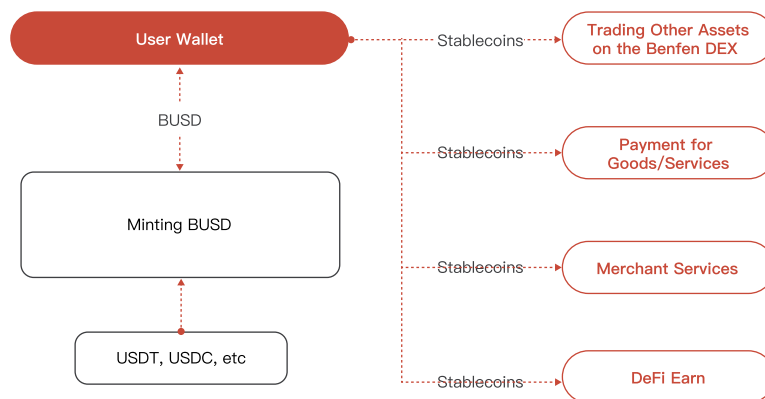 User Wallet
Stablecoins
Trading Other Assets
on the Benfen DEX
BUSD
Stablecoins
Payment for
Goods/Services
Minting BUSD
Stablecoins
Merchant Services
USDT, USDC, etc
Stablecoins
DeFi Earn